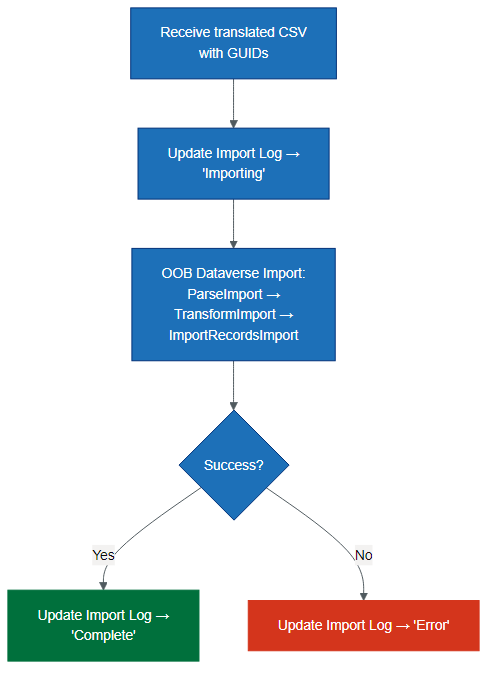 Receive translated CSV
with GUIDs
Update Import Log →
'Importing'
OOB Dataverse Import:
ParseImport →
TransformImport →
ImportRecordsImport
Success?
Yes
No
Update Import Log →
'Complete'
Update Import Log → 'Error'